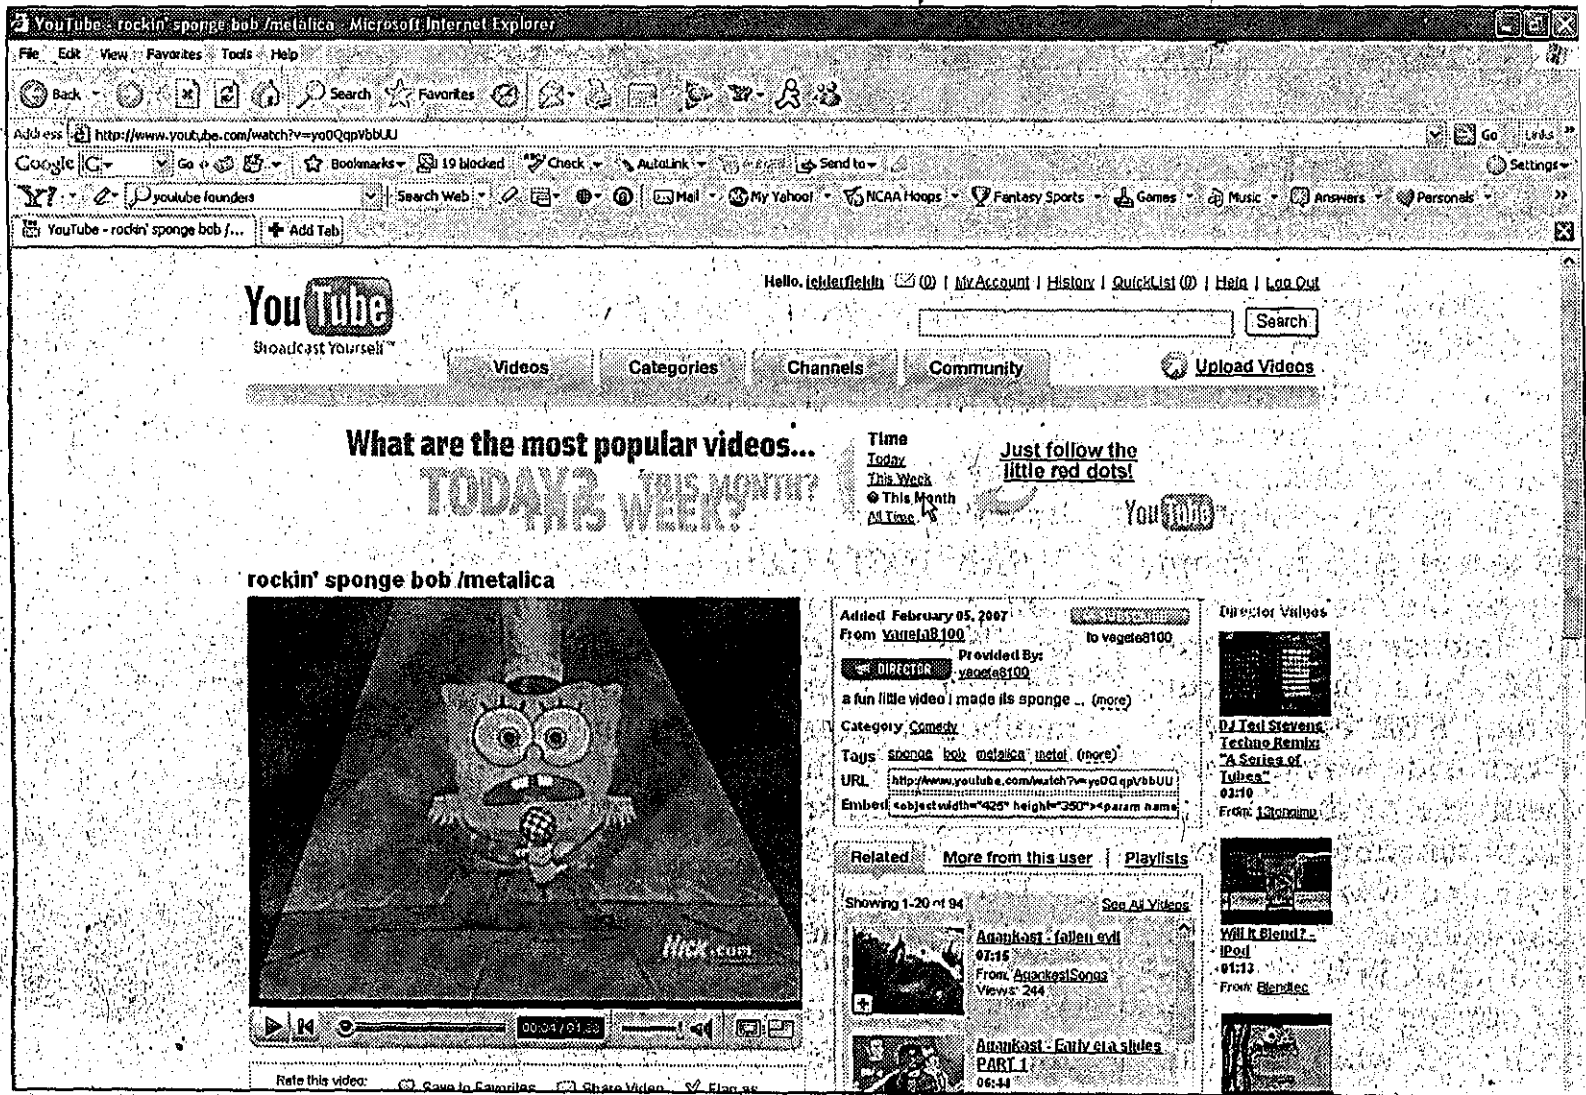 YouTube - rockin' sponge bob /metalica - Microsoft Internet Explorer
File Edit View Favorites Tools Help
Back Search Favorites
Address http://www.youtube.com/watch?v=yo0QqpVbbUU Go Links »
Google G Go Bookmarks 19 blocked Check AutoLink Send to Settings
Y! youtube founders Search Web Mail My Yahoo! NCAA Hoops Fantasy Sports Games Music Answers Personals »
YouTube - rockin' sponge bob /... Add Tab
YouTube
Broadcast Yourself™
Hello, (0) | My Account | History | QuickList (0) | Help | Log Out
Search
Videos Categories Channels Community Upload Videos
What are the most popular videos...
TODAY? THIS WEEK? THIS MONTH?
Time
Today
This Week
This Month
All Time
Just follow the
little red dots!
YouTube
rockin' sponge bob /metalica
NICK.com
00:04 /
Rate this video: Save to Favorites Share Video Flag as
Added February 05, 2007
From vageta8100
to vageta8100
DIRECTOR
Provided By:
vageta8100
a fun little video i made its sponge ... (more)
Category Comedy
Tags sponge bob metalica metal (more)
URL http://www.youtube.com/watch?v=yo0QqpVbbUU
Embed <object width="425" height="350"><param name
Related More from this user | Playlists
Showing 1-20 of 94 See All Videos
Agankast - fallen evil
07:15
From: AgankastSongs
Views: 244
Agankast - Early era slides
PART 1
06:44
Director Videos
DJ Ted Stevens
Techno Remix:
"A Series of
Tubes"
03:10
From:
Will It Blend? -
iPod
01:13
From: Blendtec